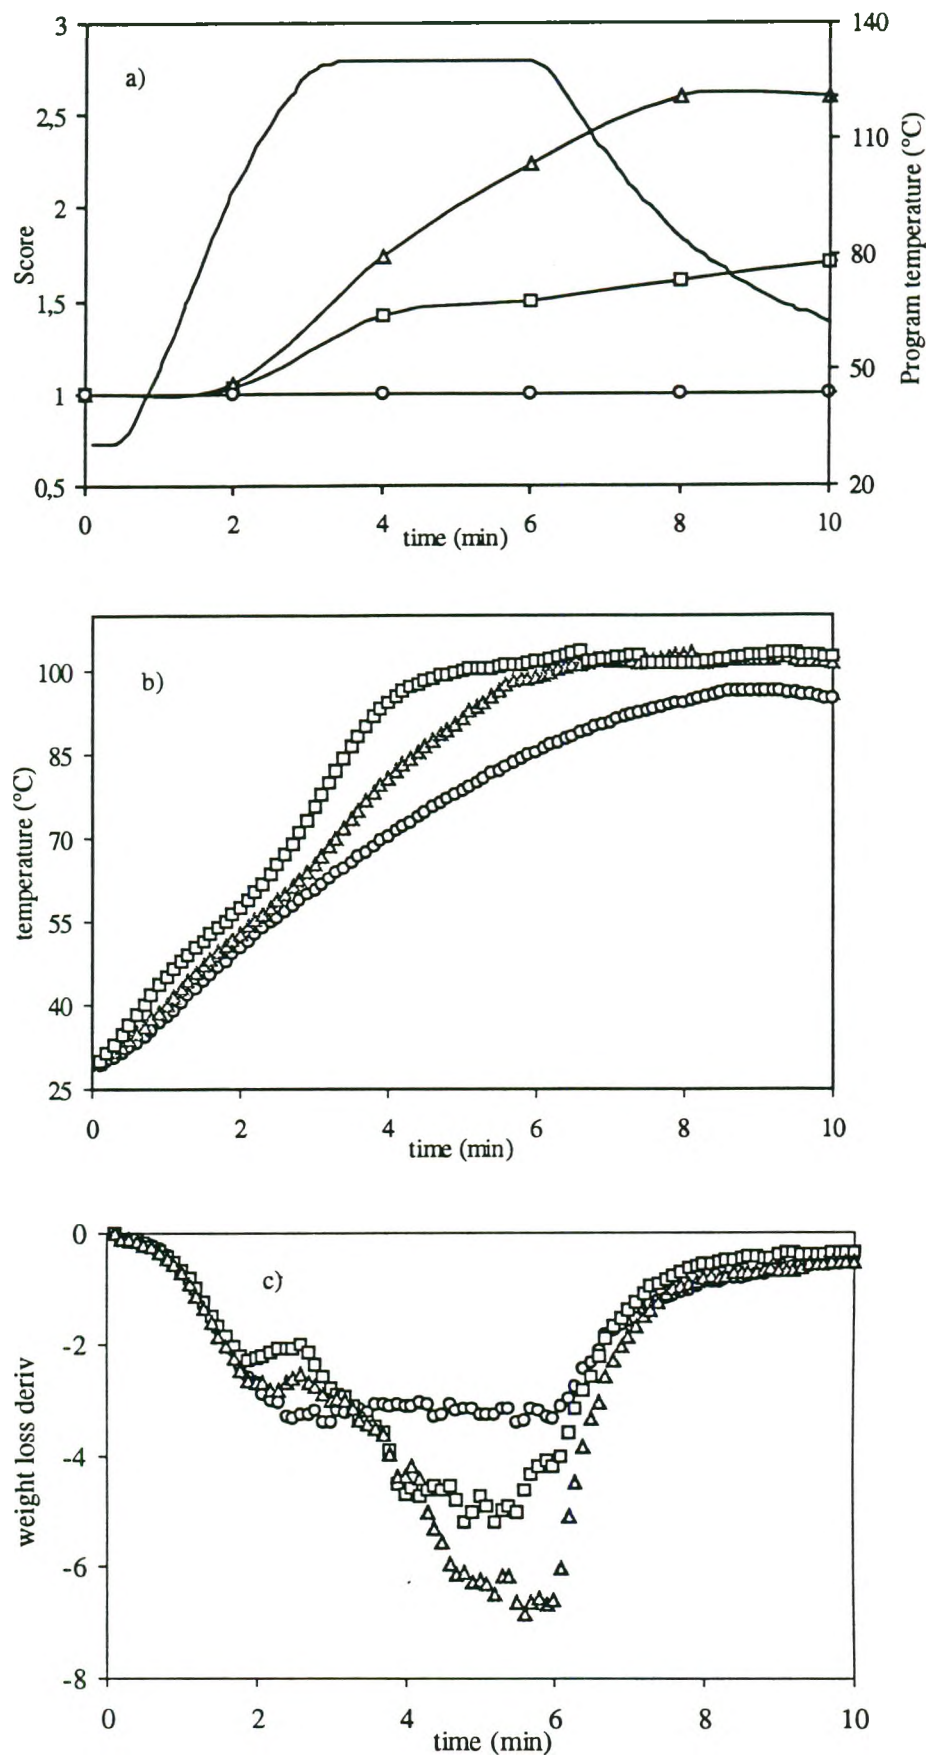 3
2,5
2
1,5
1
0,5
Score
a)
140
110
80
50
20
Program temperature (°C)
0 2 4 6 8 10
time (min)
100
85
70
55
40
25
temperature (°C)
b)
0 2 4 6 8 10
time (min)
0
-2
-4
-6
-8
weight loss deriv
c)
0 2 4 6 8 10
time (min)